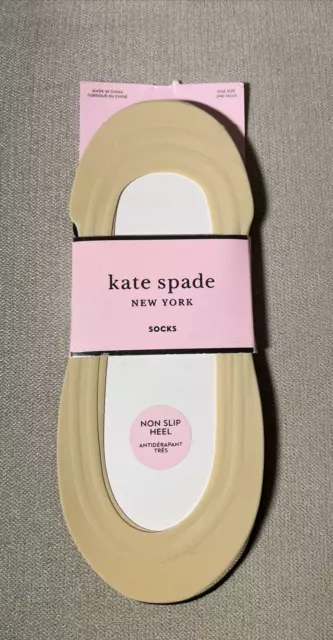 MADE IN CHINA
FABRIQUÉ EN CHINE
ONE SIZE
UNE TAILLE
kate spade
NEW YORK
SOCKS
NON SLIP
HEEL
ANTIDÉRAPANT
TRÈS